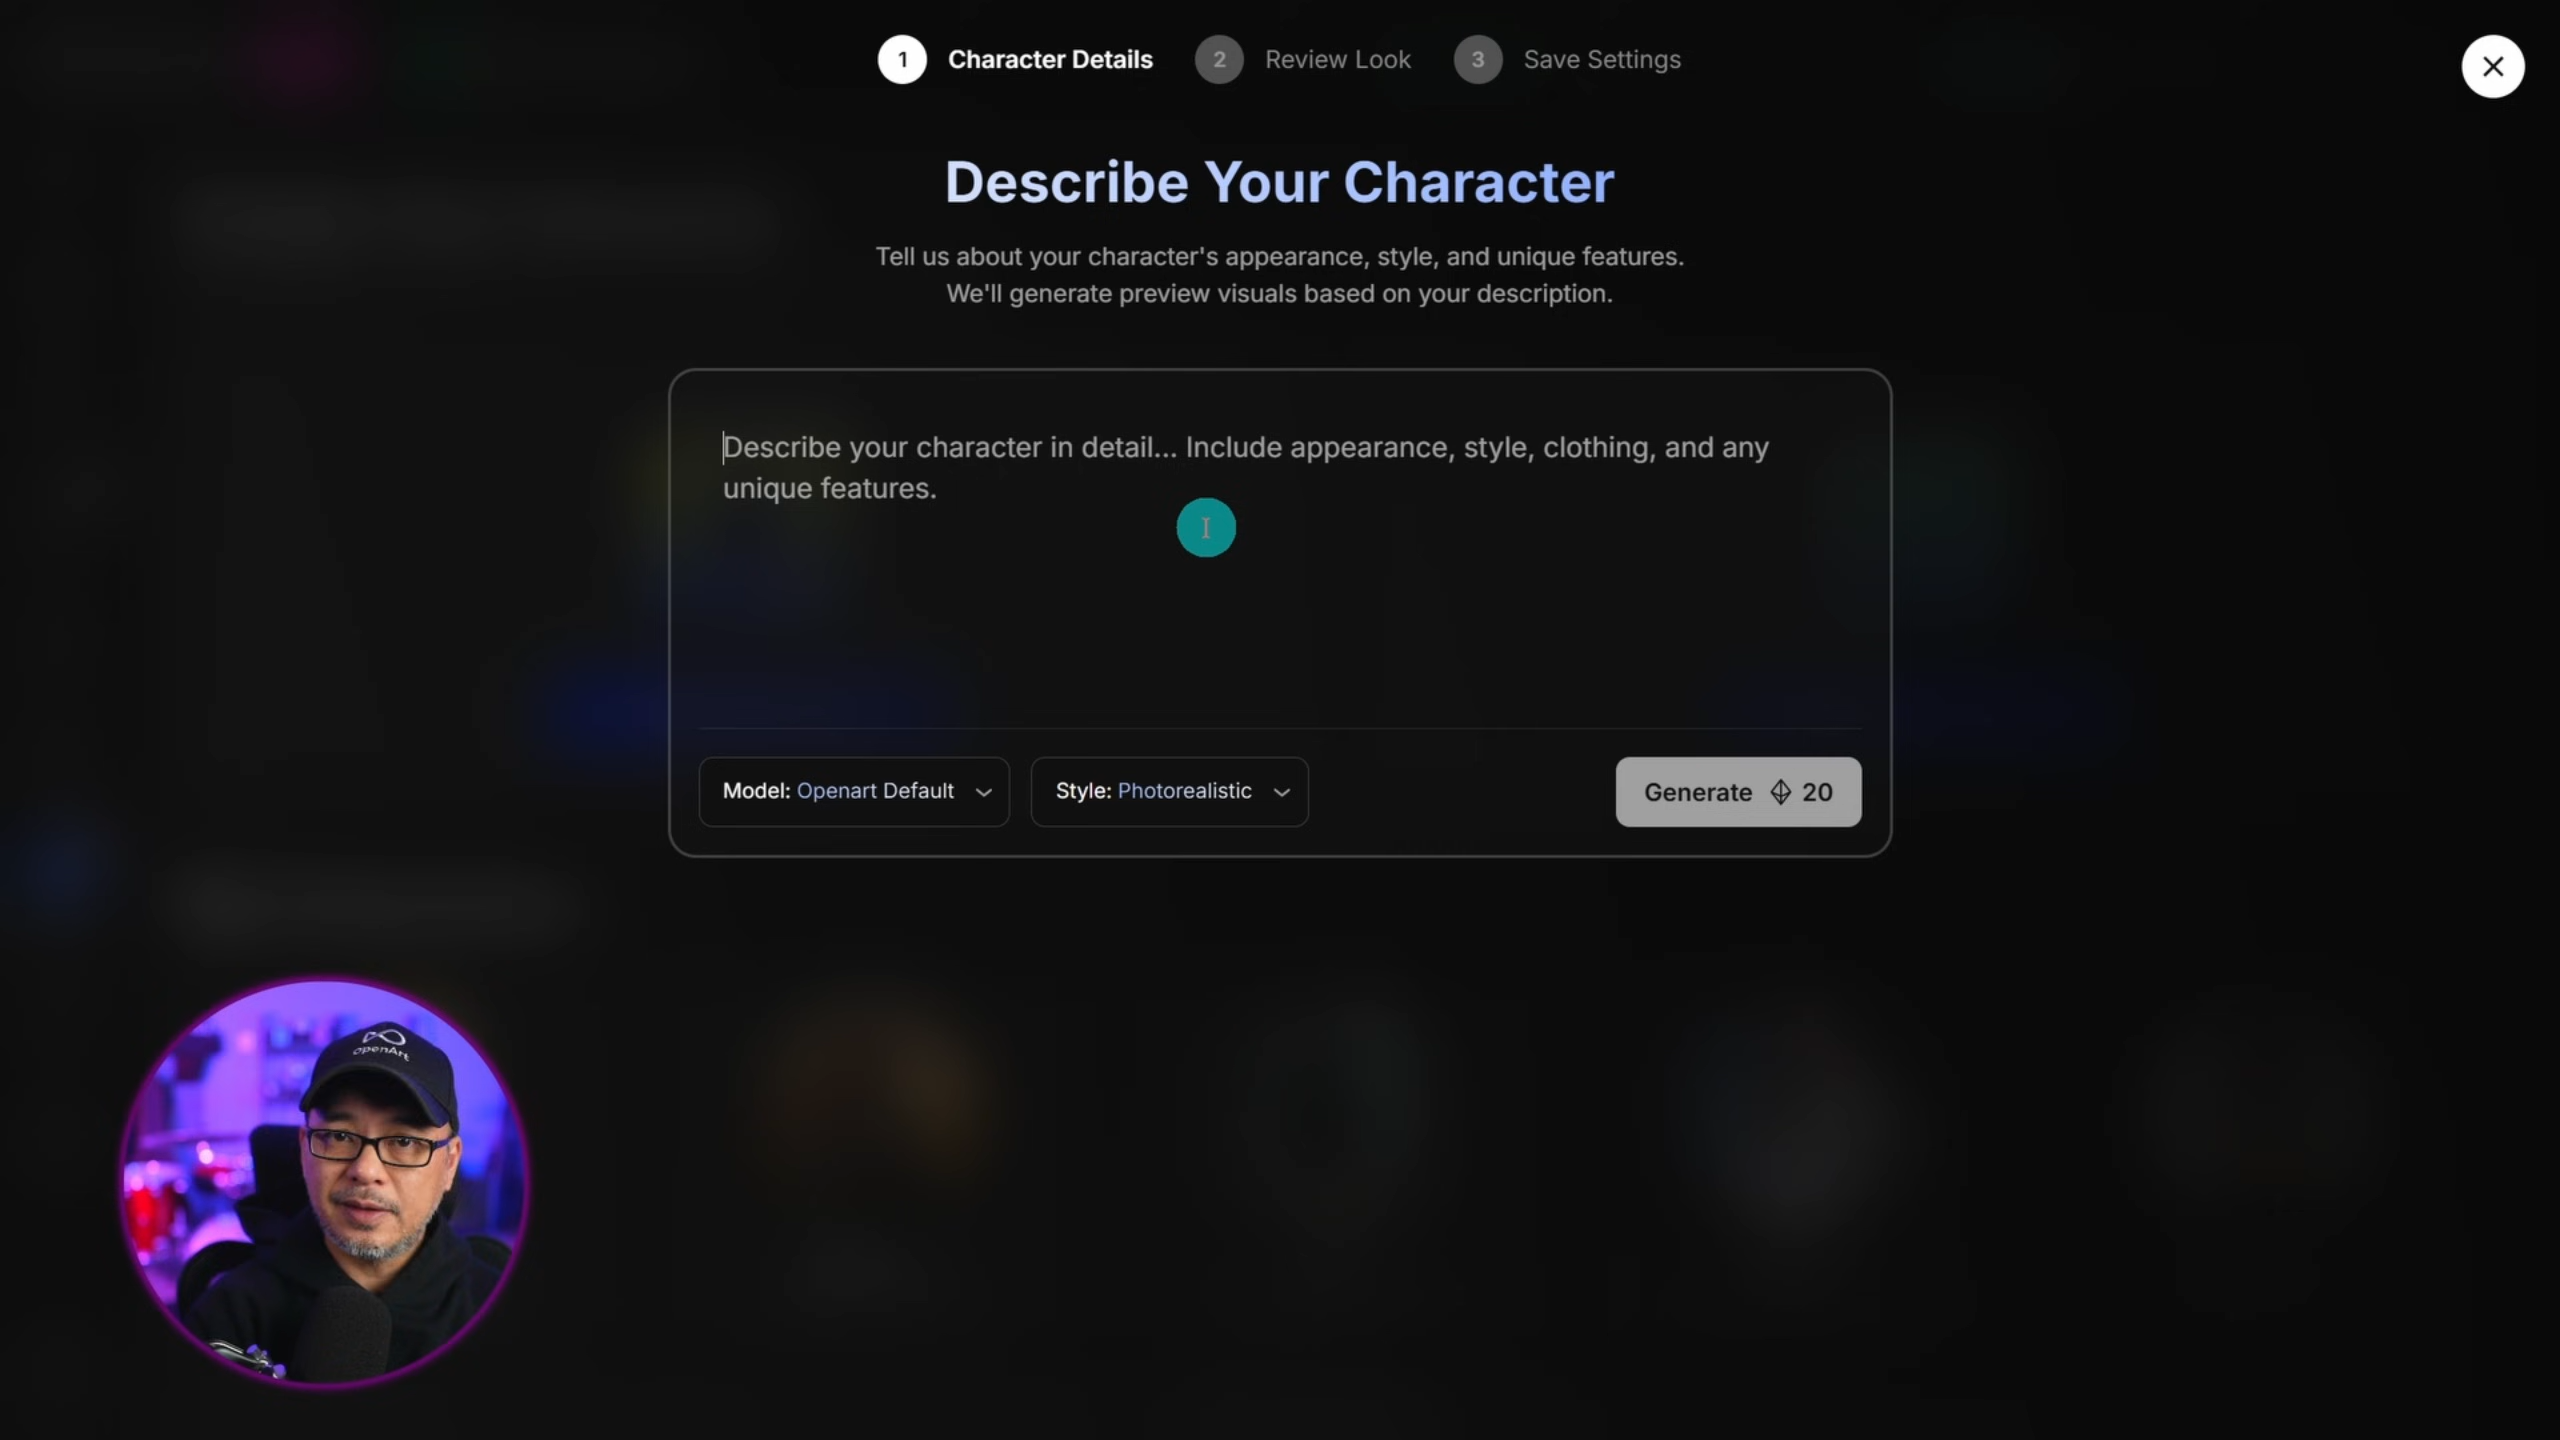 1 Character Details 2 Review Look 3 Save Settings
Describe Your Character
Tell us about your character's appearance, style, and unique features.
We'll generate preview visuals based on your description.
Describe your character in detail... Include appearance, style, clothing, and any
unique features.
Model: Openart Default Style: Photorealistic Generate 20
OpenArt